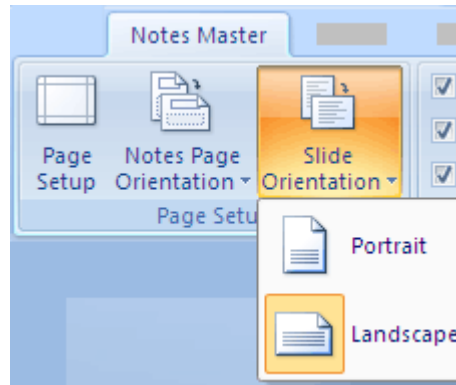 Notes Master
Page Setup
Notes Page Orientation
Slide Orientation
Page Setu
Portrait
Landscape